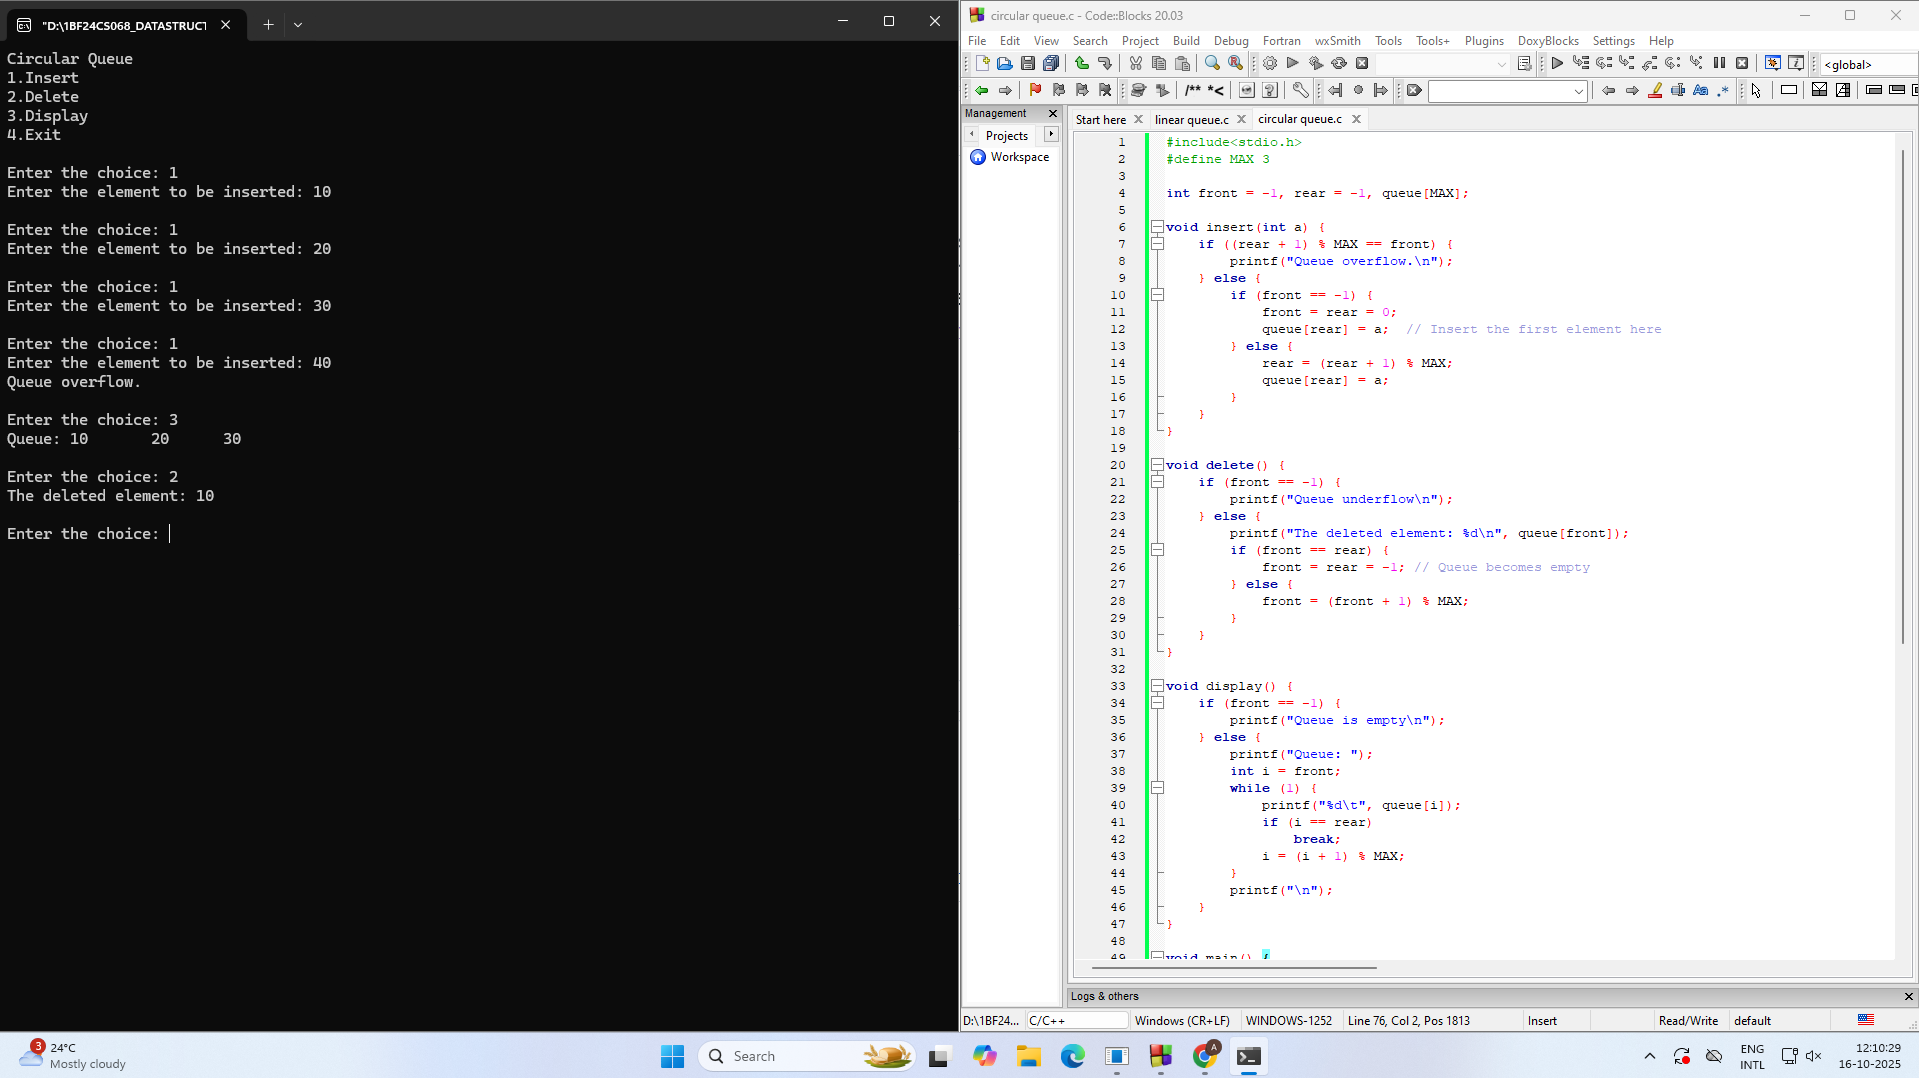 "D:\1BF24CS068_DATASTRUCT
Circular Queue
1.Insert
2.Delete
3.Display
4.Exit
Enter the choice: 1
Enter the element to be inserted: 10
Enter the choice: 1
Enter the element to be inserted: 20
Enter the choice: 1
Enter the element to be inserted: 30
Enter the choice: 1
Enter the element to be inserted: 40
Queue overflow.
Enter the choice: 3
Queue: 10 20 30
Enter the choice: 2
The deleted element: 10
Enter the choice:
circular queue.c - Code::Blocks 20.03
File Edit View Search Project Build Debug Fortran wxSmith Tools Tools+ Plugins DoxyBlocks Settings Help
<global>
/** *<
Management
Projects
Workspace
Start here linear queue.c circular queue.c
1 #include<stdio.h>
2 #define MAX 3
3
4 int front = -1, rear = -1, queue[MAX];
5
6 void insert(int a) {
7 if ((rear + 1) % MAX == front) {
8 printf("Queue overflow.\n");
9 } else {
10 if (front == -1) {
11 front = rear = 0;
12 queue[rear] = a; // Insert the first element here
13 } else {
14 rear = (rear + 1) % MAX;
15 queue[rear] = a;
16 }
17 }
18 }
19
20 void delete() {
21 if (front == -1) {
22 printf("Queue underflow\n");
23 } else {
24 printf("The deleted element: %d\n", queue[front]);
25 if (front == rear) {
26 front = rear = -1; // Queue becomes empty
27 } else {
28 front = (front + 1) % MAX;
29 }
30 }
31 }
32
33 void display() {
34 if (front == -1) {
35 printf("Queue is empty\n");
36 } else {
37 printf("Queue: ");
38 int i = front;
39 while (1) {
40 printf("%d\t", queue[i]);
41 if (i == rear)
42 break;
43 i = (i + 1) % MAX;
44 }
45 printf("\n");
46 }
47 }
48
49 void main() {
Logs & others
D:\1BF24... C/C++ Windows (CR+LF) WINDOWS-1252 Line 76, Col 2, Pos 1813 Insert Read/Write default
3
24°C
Mostly cloudy
Search
A
ENG
INTL
12:10:29
16-10-2025